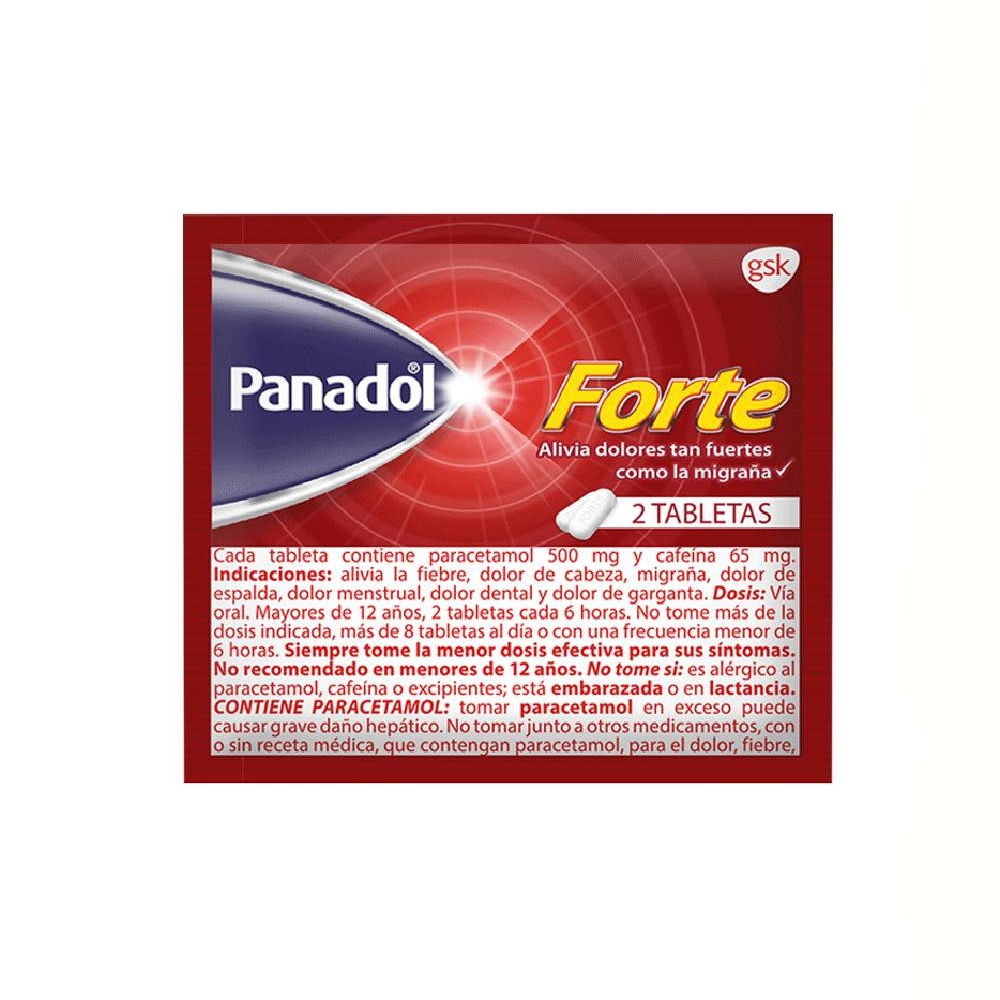 gsk
Panadol®
Forte
Alivia dolores tan fuertes
como la migraña ✓
2 TABLETAS
Cada tableta contiene paracetamol 500 mg y cafeína 65 mg.
Indicaciones: alivia la fiebre, dolor de cabeza, migraña, dolor de
espalda, dolor menstrual, dolor dental y dolor de garganta. Dosis: Vía
oral. Mayores de 12 años, 2 tabletas cada 6 horas. No tome más de la
dosis indicada, más de 8 tabletas al día o con una frecuencia menor de
6 horas. Siempre tome la menor dosis efectiva para sus síntomas.
No recomendado en menores de 12 años. No tome si: es alérgico al
paracetamol, cafeína o excipientes; está embarazada o en lactancia.
CONTIENE PARACETAMOL: tomar paracetamol en exceso puede
causar grave daño hepático. No tomar junto a otros medicamentos, con
o sin receta médica, que contengan paracetamol, para el dolor, fiebre,